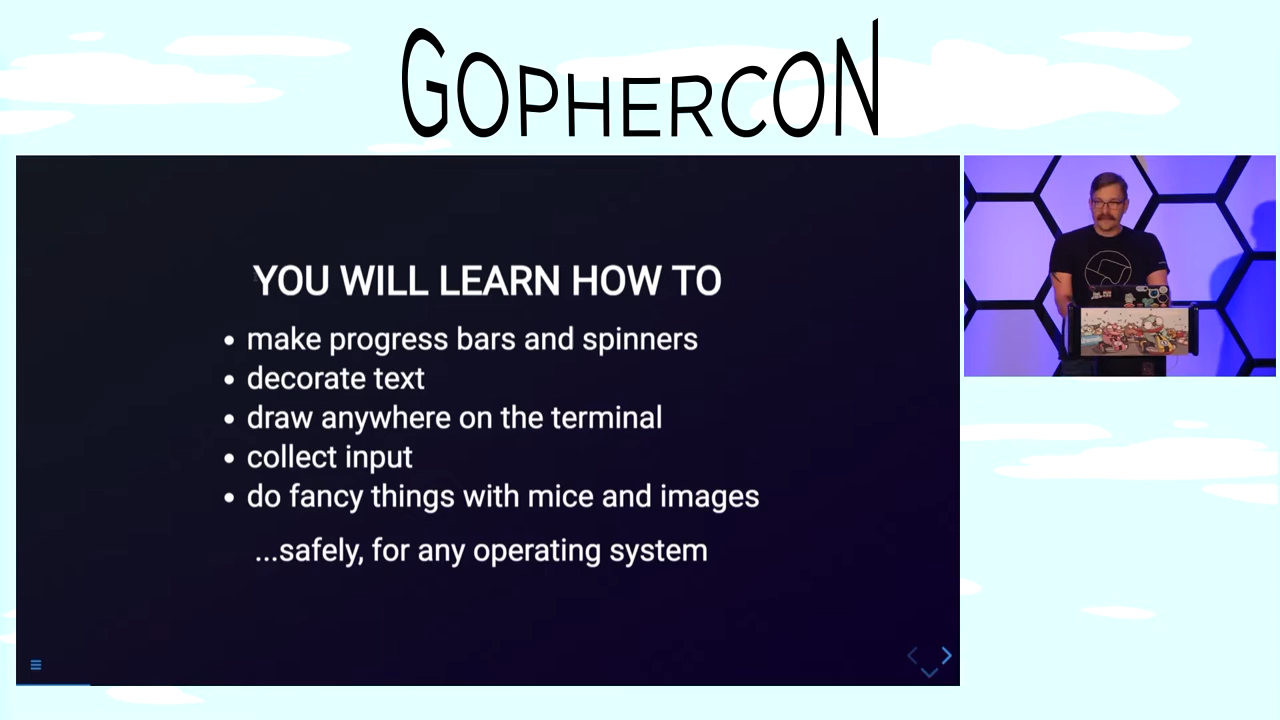 GOPHERCON
YOU WILL LEARN HOW TO
• make progress bars and spinners
• decorate text
• draw anywhere on the terminal
• collect input
• do fancy things with mice and images
...safely, for any operating system